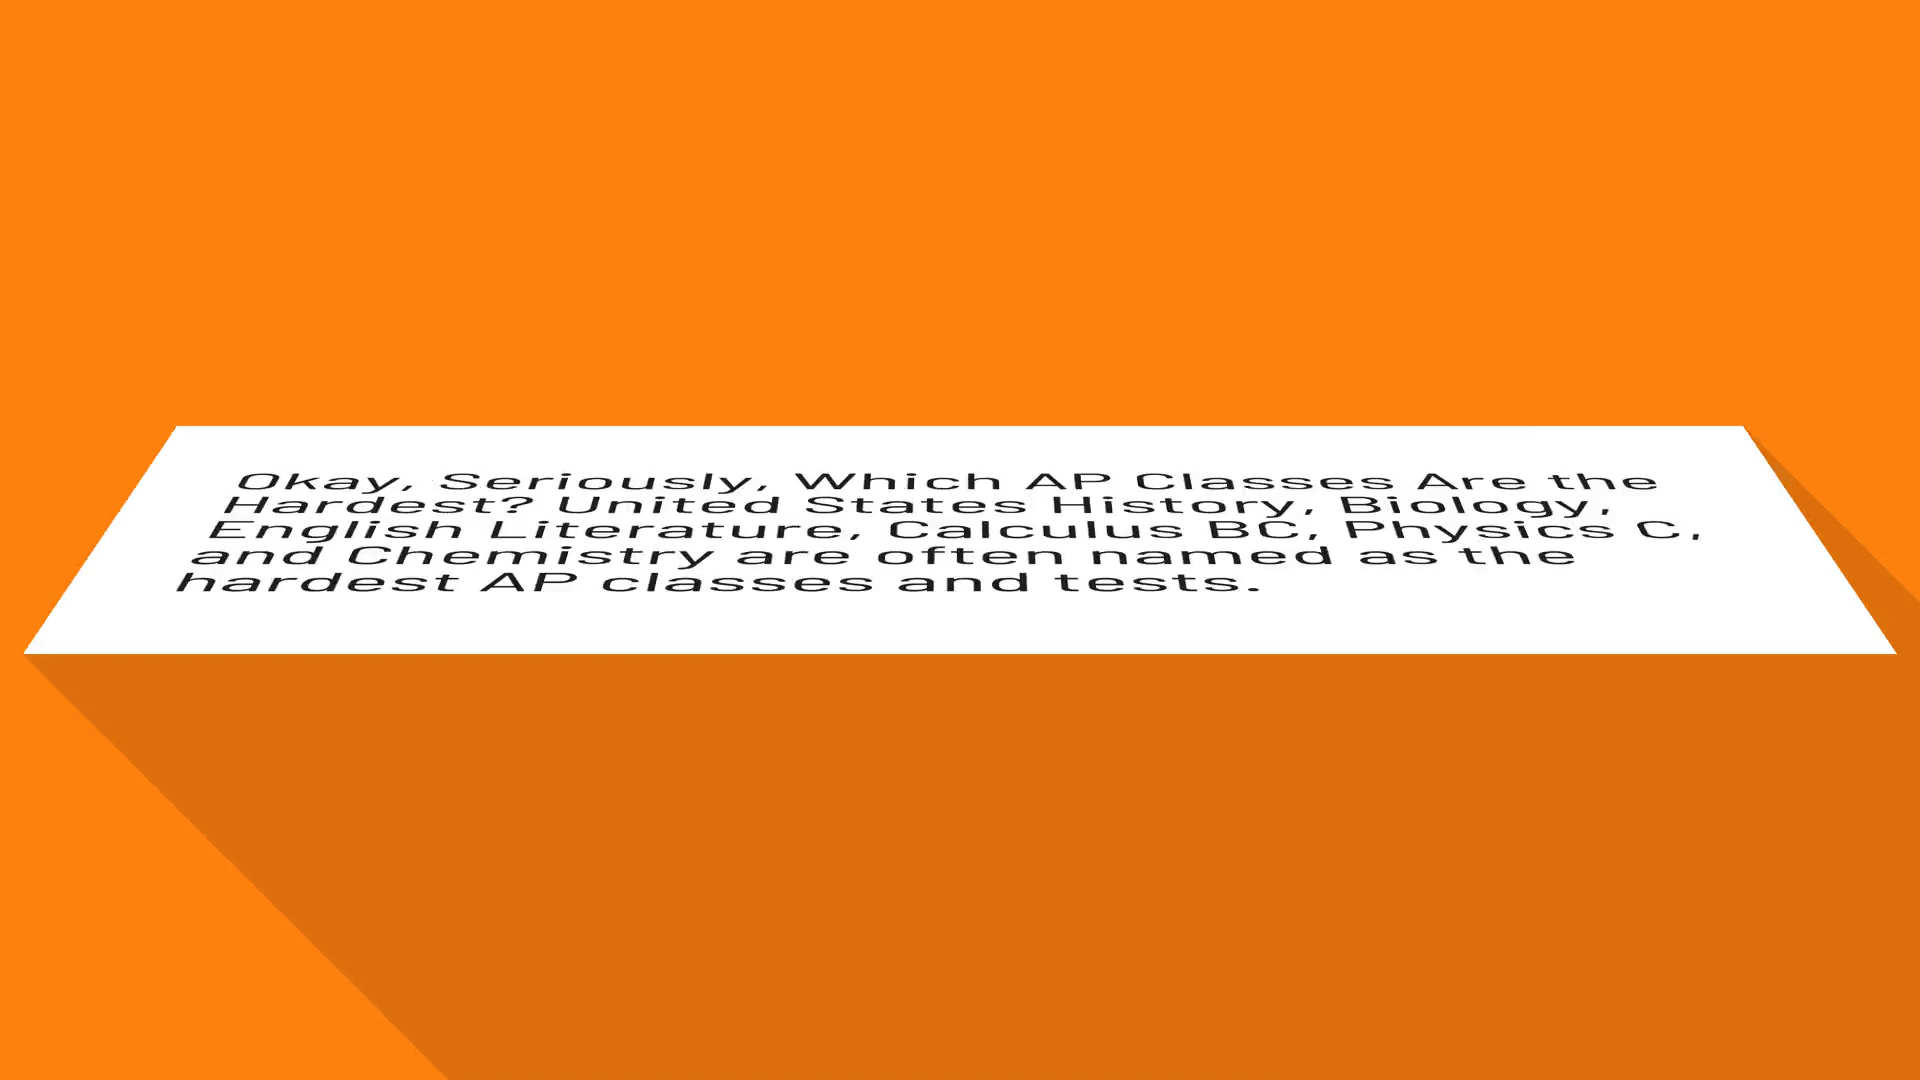 Okay, Seriously, Which AP Classes Are the
Hardest? United States History, Biology,
English Literature, Calculus BC, Physics C,
and Chemistry are often named as the
hardest AP classes and tests.